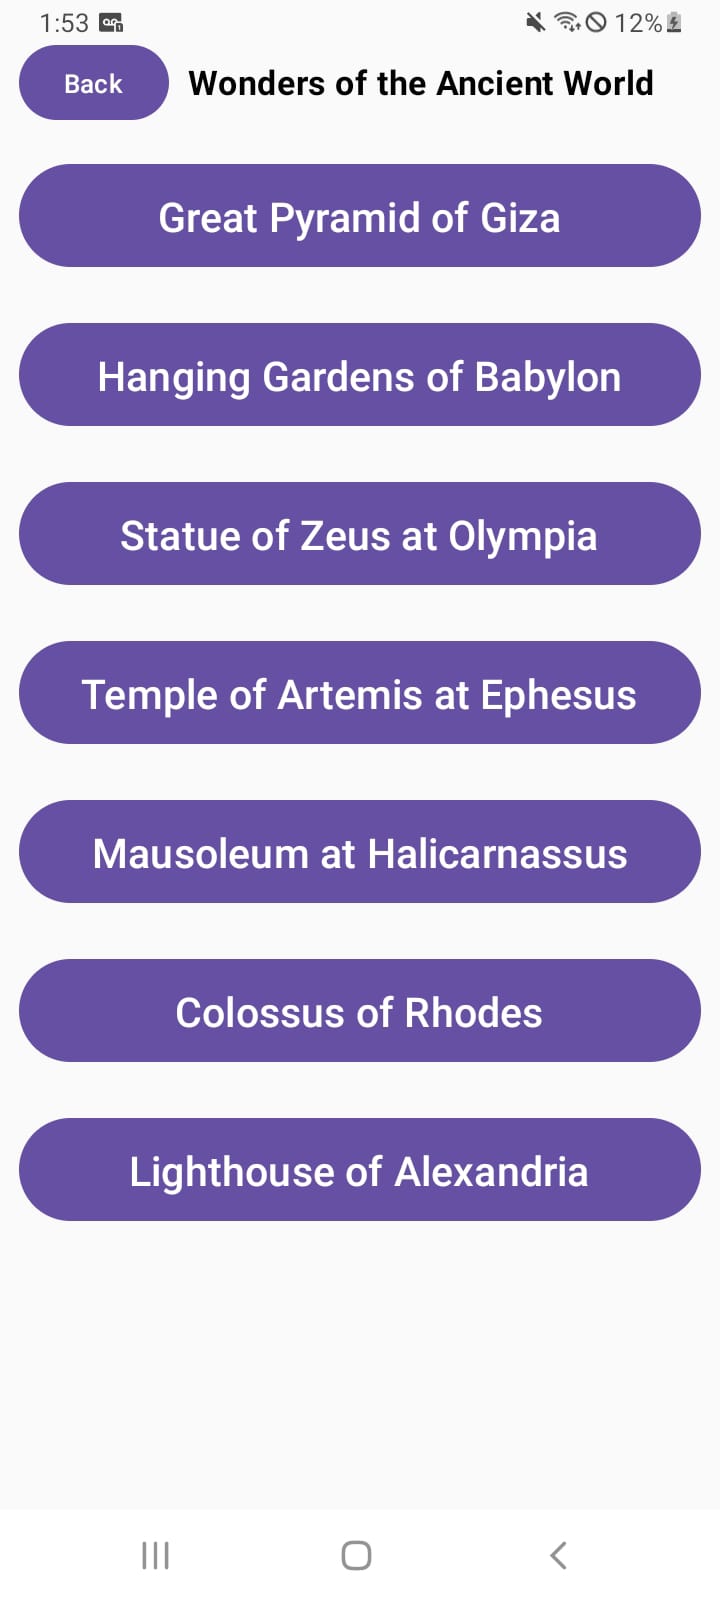 1:53
12%
Back
Wonders of the Ancient World
Great Pyramid of Giza
Hanging Gardens of Babylon
Statue of Zeus at Olympia
Temple of Artemis at Ephesus
Mausoleum at Halicarnassus
Colossus of Rhodes
Lighthouse of Alexandria